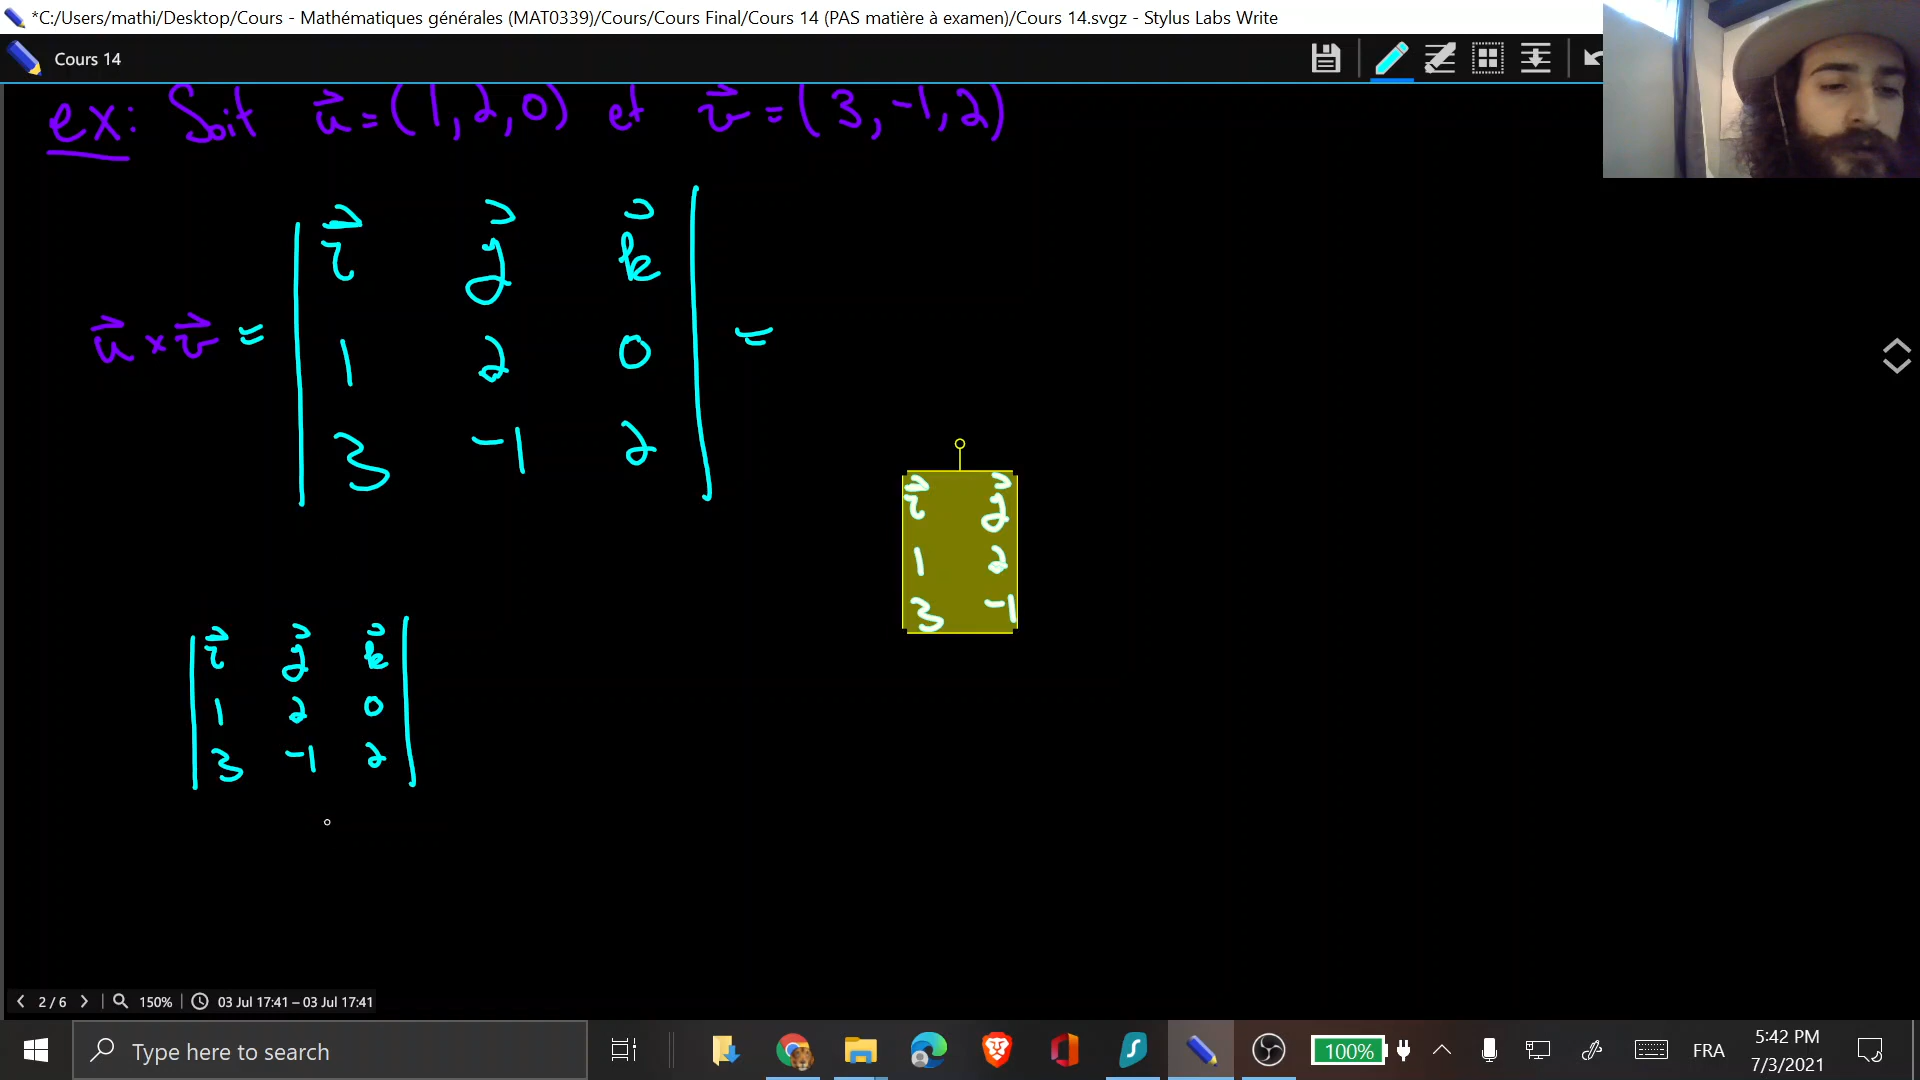 *C:/Users/mathi/Desktop/Cours - Mathématiques générales (MAT0339)/Cours/Cours Final/Cours 14 (PAS matière à examen)/Cours 14.svgz - Stylus Labs Write
Cours 14
ex: Soit u⃗ = (1, 2, 0) et v⃗ = (3, -1, 2)
i⃗ j⃗ k⃗
u⃗ × v⃗ = | 1 2 0 | =
3 -1 2
i⃗ j⃗
1 2
3 -1
i⃗ j⃗ k⃗
1 2 0
3 -1 2
2 / 6 150% 03 Jul 17:41 – 03 Jul 17:41
Type here to search
100%
FRA
5:42 PM
7/3/2021